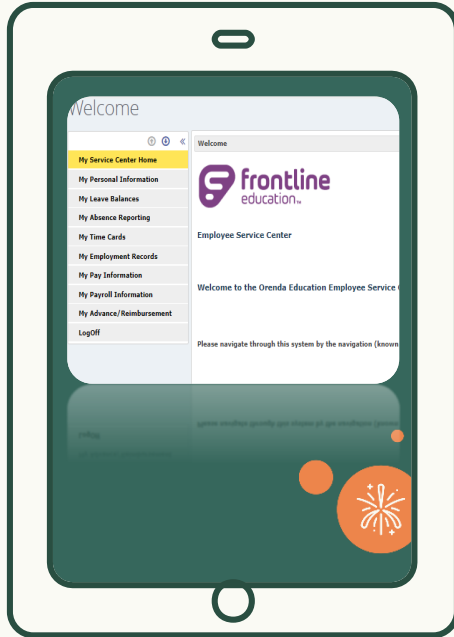 Welcome
My Service Center Home
My Personal Information
My Leave Balances
My Absence Reporting
My Time Cards
My Employment Records
My Pay Information
My Payroll Information
My Advance/Reimbursement
LogOff
Welcome
frontline
education™
Employee Service Center
Welcome to the Orenda Education Employee Service
Please navigate through this system by the navigation (known